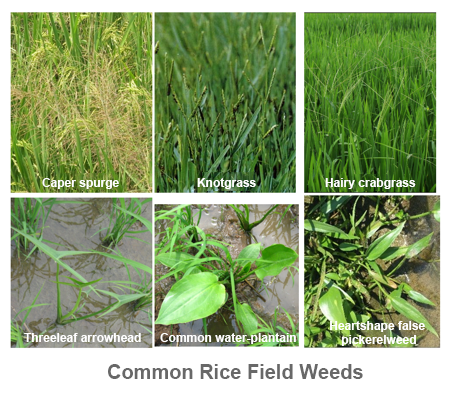 Caper spurge
Knotgrass
Hairy crabgrass
Threeleaf arrowhead
Common water-plantain
Heartshape false
pickerelweed
Common Rice Field Weeds